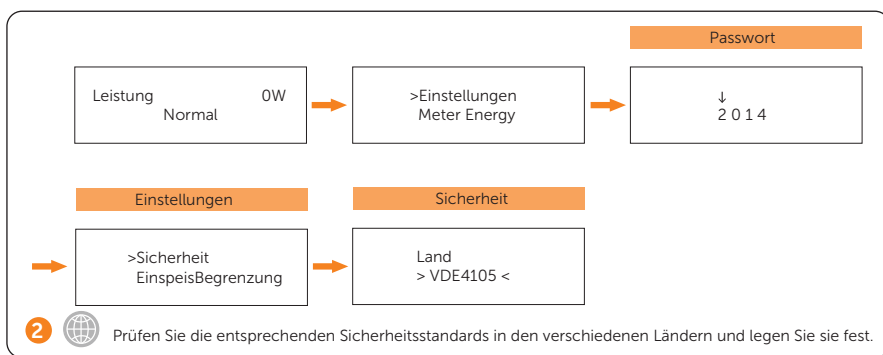 Passwort
Leistung 0W
Normal
>Einstellungen
Meter Energy
↓
2 0 1 4
Einstellungen
Sicherheit
>Sicherheit
EinspeisBegrenzung
Land
> VDE4105 <
2 Prüfen Sie die entsprechenden Sicherheitsstandards in den verschiedenen Ländern und legen Sie sie fest.